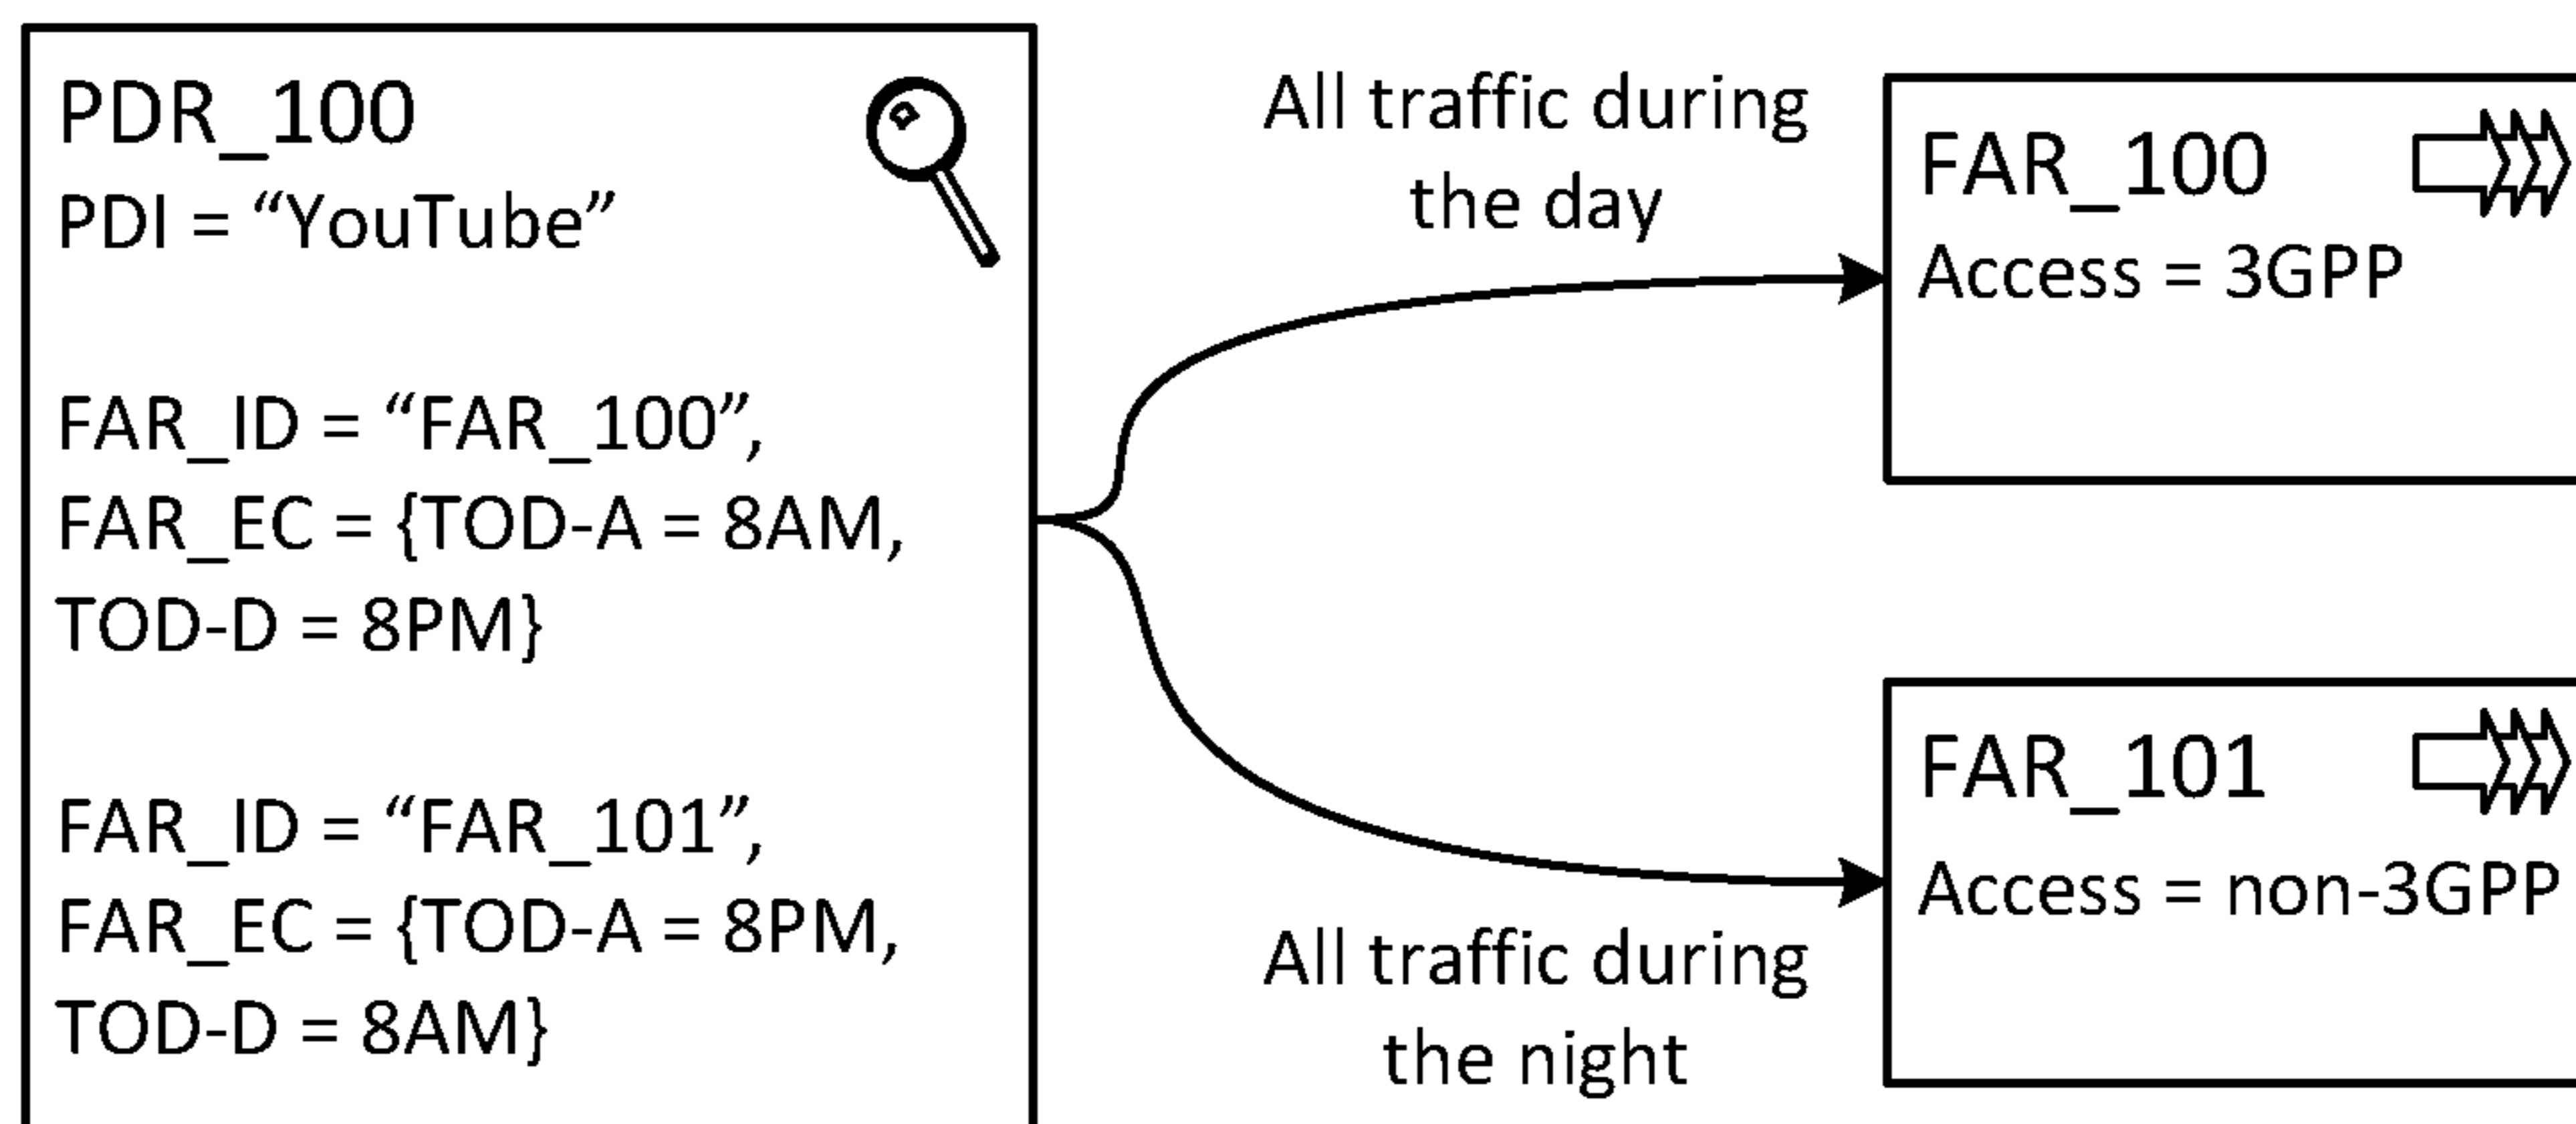 PDR_100
PDI = “YouTube”
FAR_ID = “FAR_100”,
FAR_EC = {TOD-A = 8AM,
TOD-D = 8PM}
FAR_ID = “FAR_101”,
FAR_EC = {TOD-A = 8PM,
TOD-D = 8AM}
All traffic during
the day
All traffic during
the night
FAR_100
Access = 3GPP
FAR_101
Access = non-3GPP